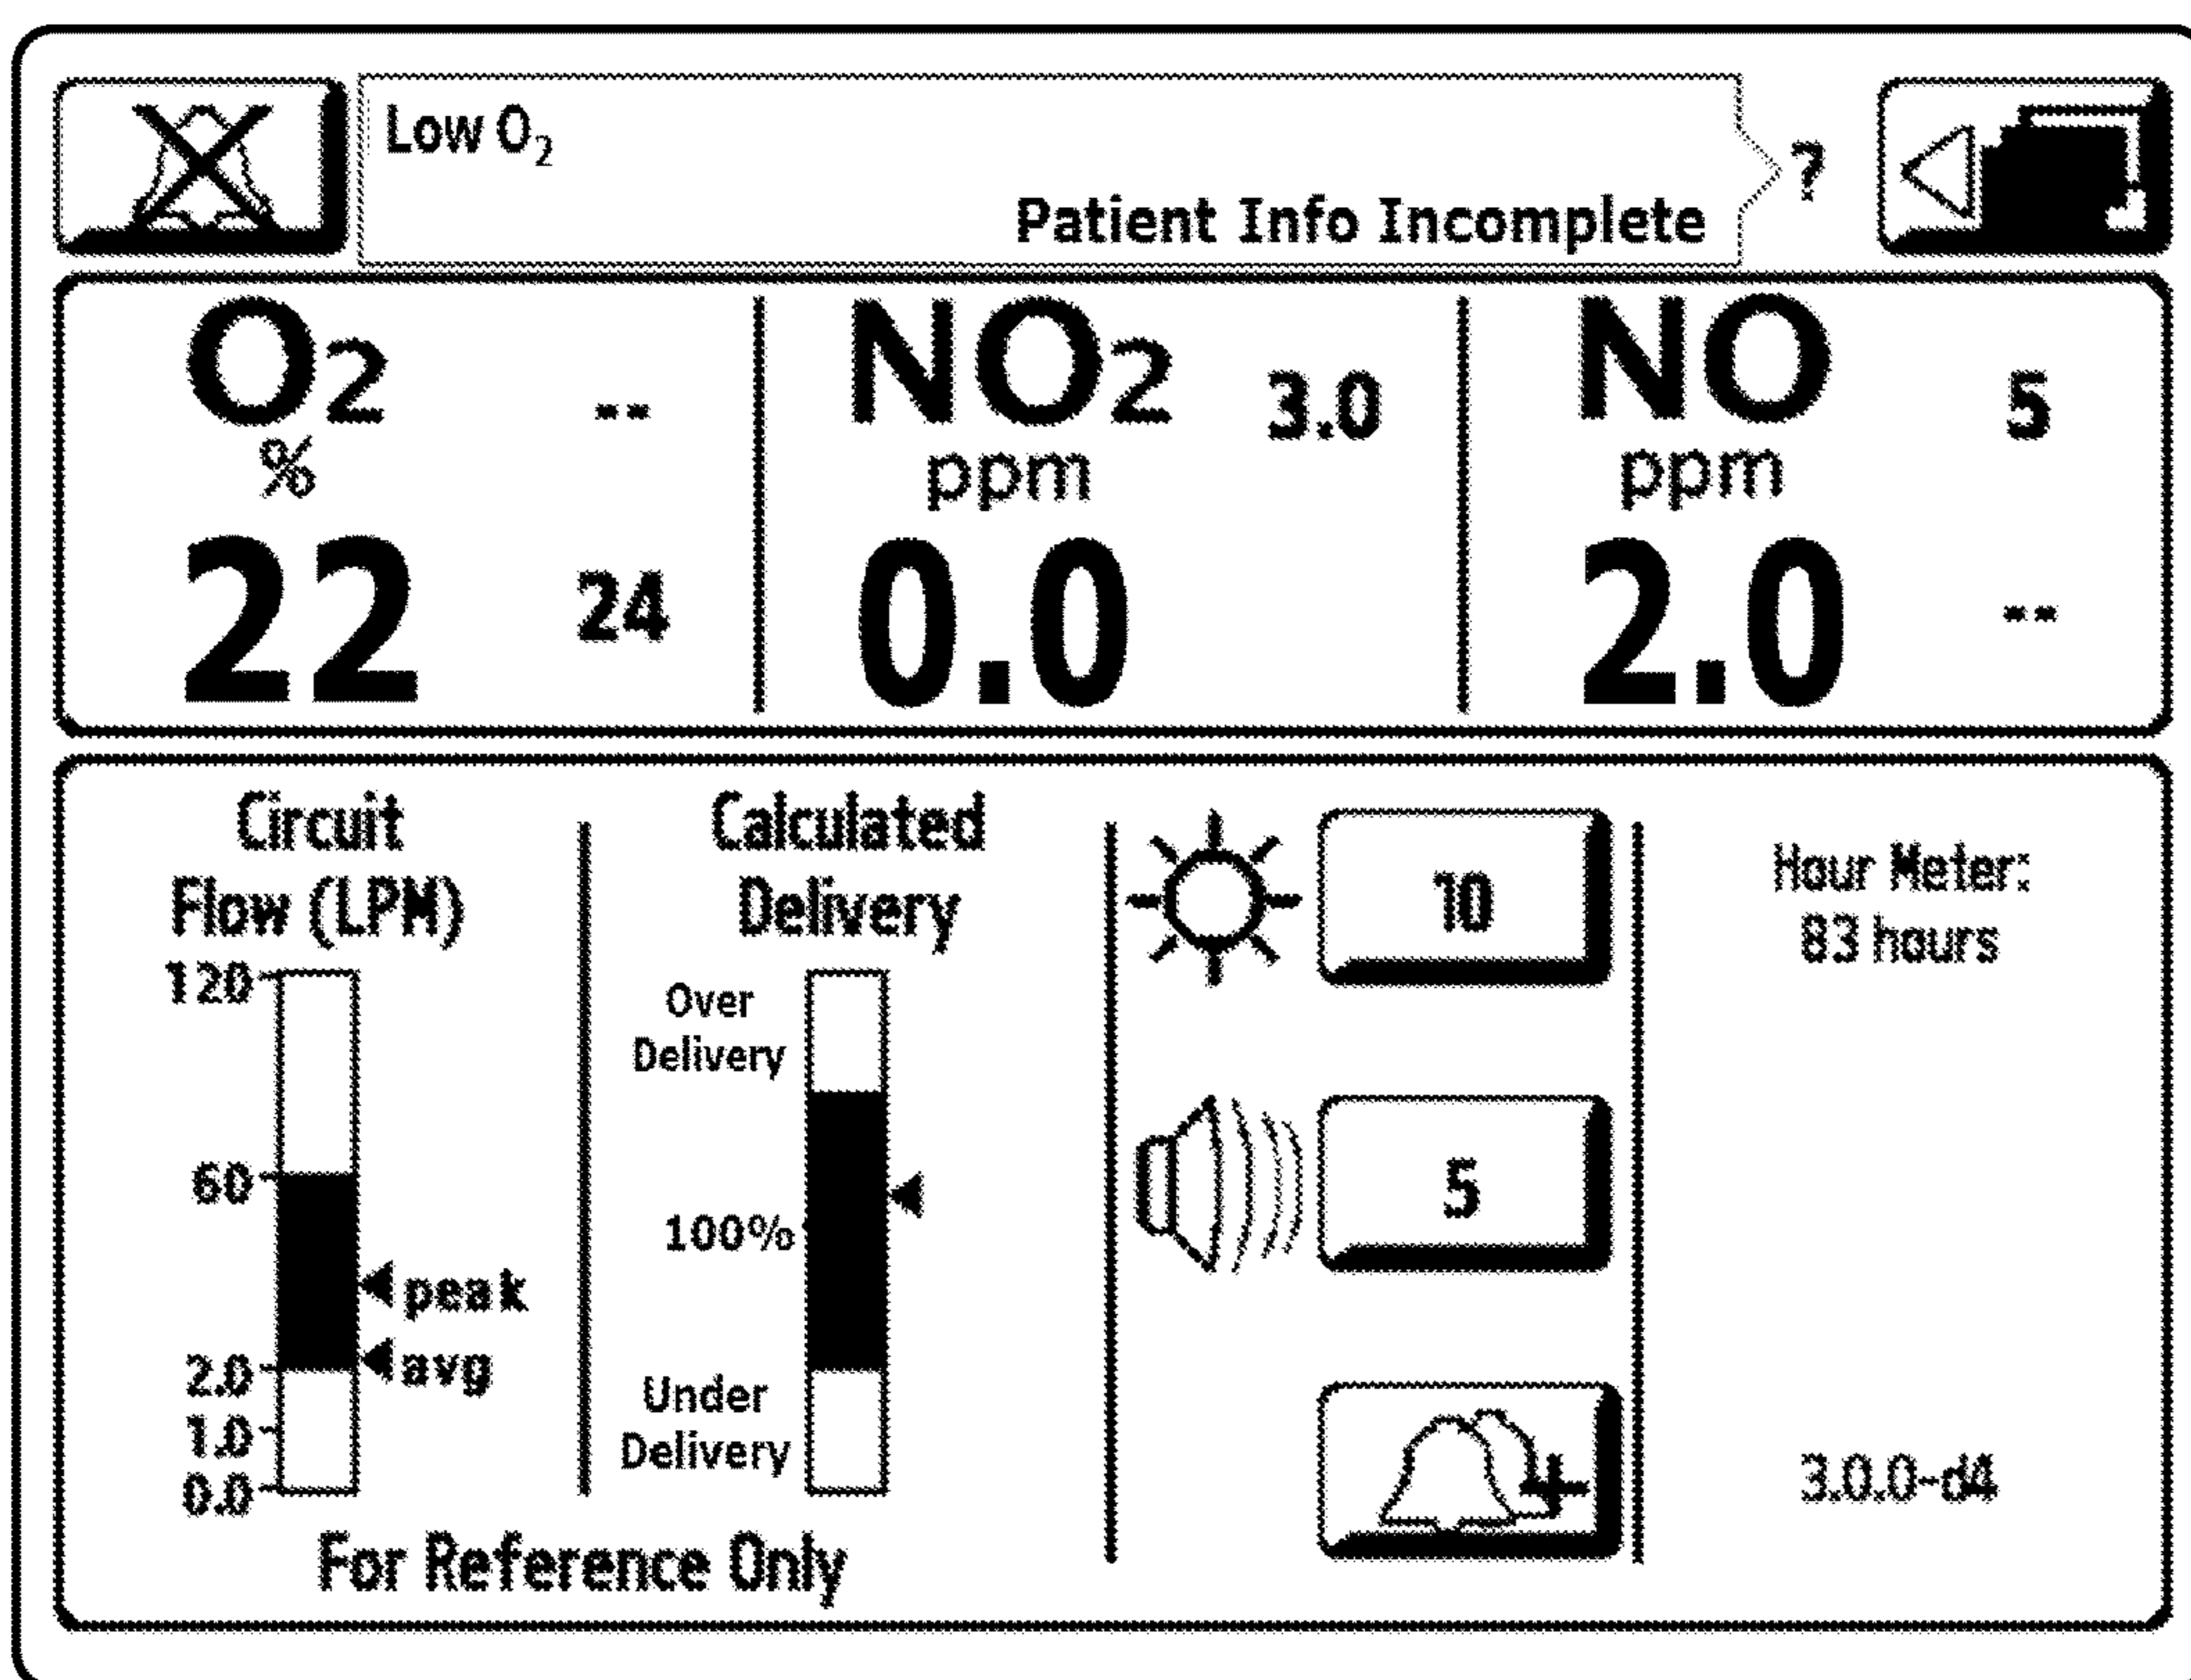 Low O₂
Patient Info Incomplete
?
O₂ -- NO₂ 3.0 NO 5
% ppm ppm
22 24 0.0 2.0 --
Circuit
Flow (LPM)
120
60
peak
avg
2.0
1.0
0.0
Calculated
Delivery
Over
Delivery
100%
Under
Delivery
For Reference Only
10
5
Hour Meter:
83 hours
3.0.0-d4